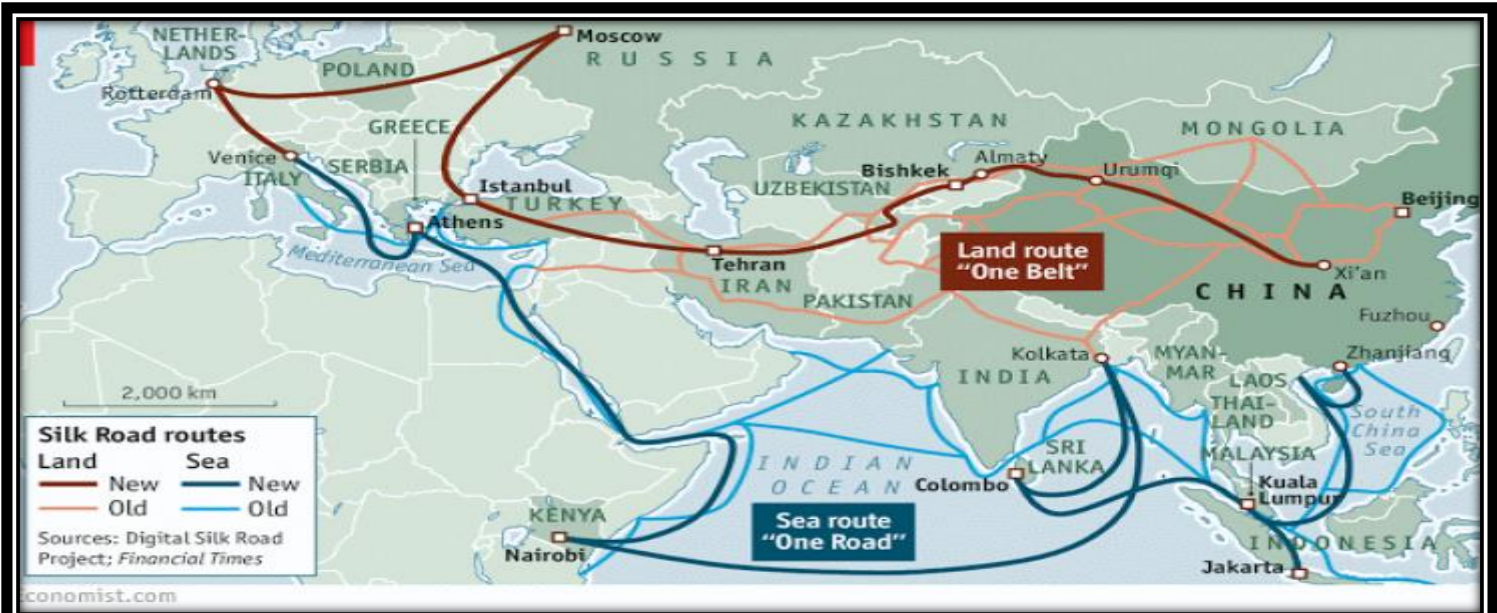 NETHER-
LANDS
Moscow
RUSSIA
POLAND
Rotterdam
GREECE
KAZAKHSTAN
MONGOLIA
Venice
ITALY
SERBIA
Bishkek
Almaty
Urumqi
Istanbul
TURKEY
UZBEKISTAN
Beijing
Athens
Mediterranean Sea
Tehran
IRAN
Land route
“One Belt”
Xi’an
PAKISTAN
CHINA
Fuzhou
Kolkata
INDIA
MYAN-
MAR
Zhanjiang
LAOS
THAI-
LAND
South
China
Sea
2,000 km
SRI
LANKA
MALAYSIA
INDIAN
OCEAN
Colombo
Kuala
Lumpur
Silk Road routes
Land Sea
New New
Old Old
Sources: Digital Silk Road
Project; Financial Times
KENYA
Nairobi
Sea route
“One Road”
INDONESIA
Jakarta
conomist.com